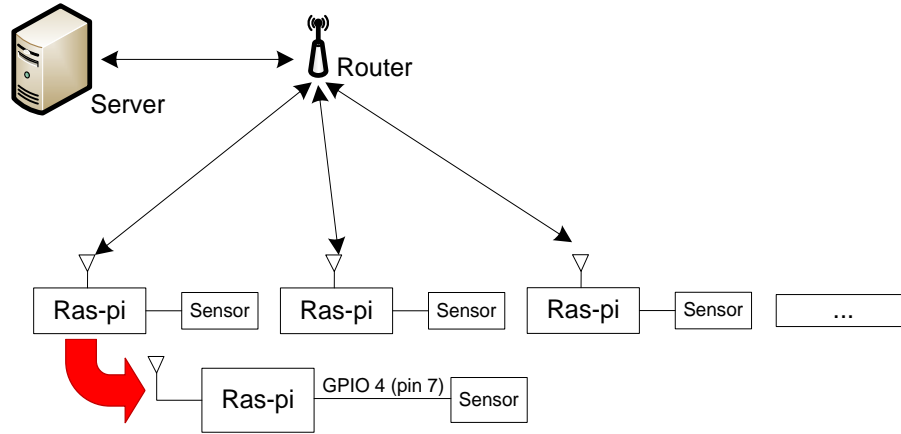 Router
Server
Ras-pi
Sensor
Ras-pi
Sensor
Ras-pi
Sensor
...
Ras-pi
GPIO 4 (pin 7)
Sensor